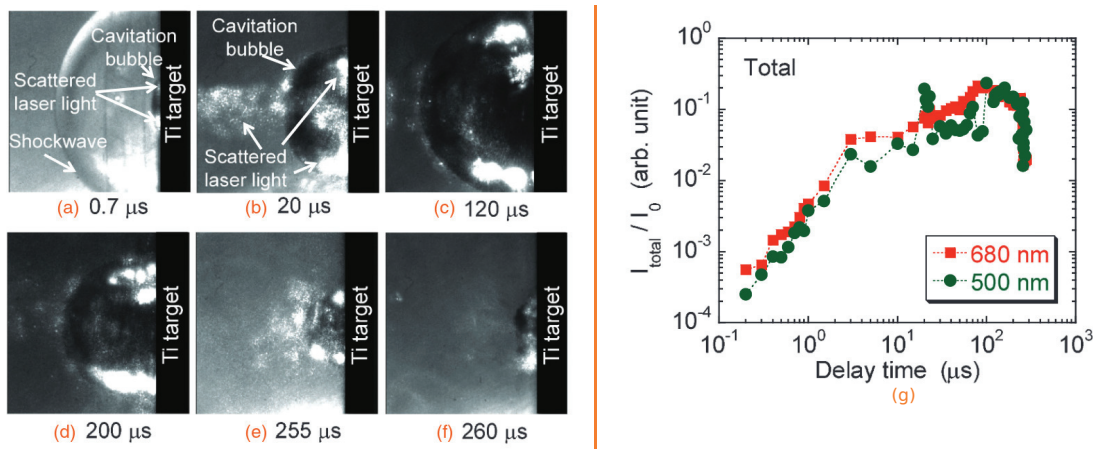 Cavitation
bubble
Scattered
laser light
Shockwave
Ti target
(a) 0.7 μs
Cavitation
bubble
Scattered
laser light
Ti target
(b) 20 μs
Ti target
(c) 120 μs
Ti target
(d) 200 μs
Ti target
(e) 255 μs
Ti target
(f) 260 μs
Total
I total / I 0 (arb. unit)
10^0
10^-1
10^-2
10^-3
10^-4
680 nm
500 nm
10^-1 10^0 10^1 10^2 10^3
Delay time (μs)
(g)